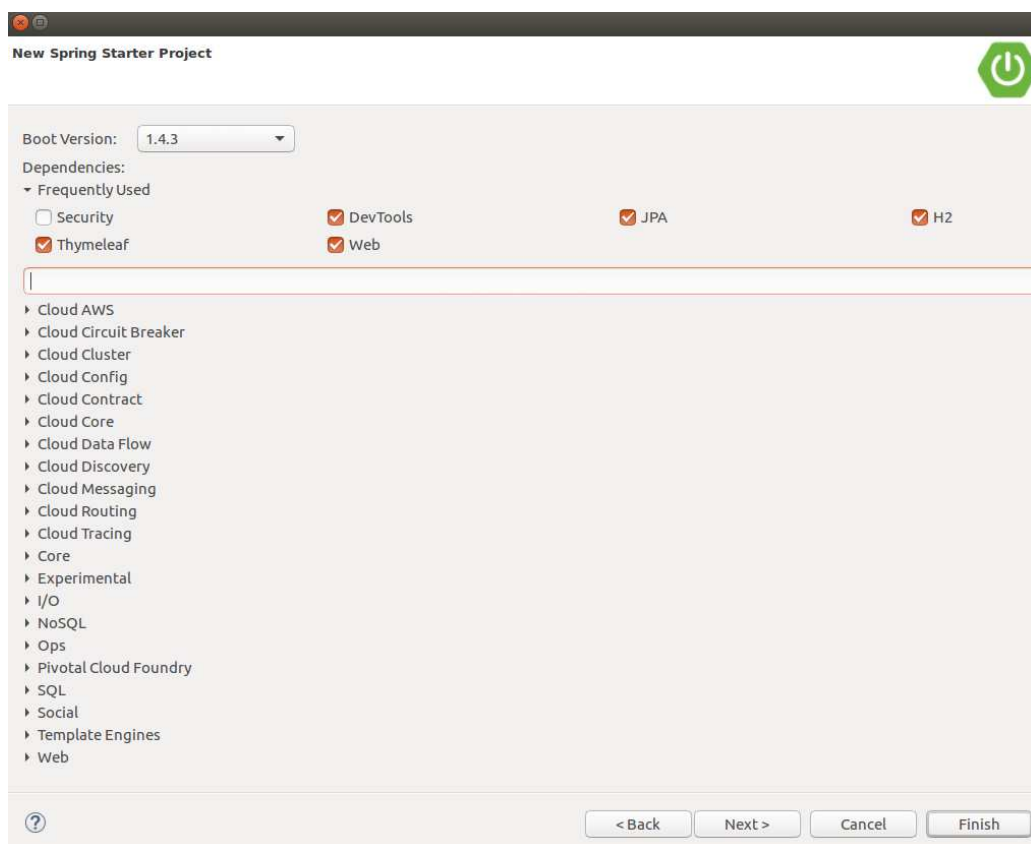 New Spring Starter Project
Boot Version: 1.4.3
Dependencies:
Frequently Used
Security DevTools JPA H2
Thymeleaf Web
Cloud AWS
Cloud Circuit Breaker
Cloud Cluster
Cloud Config
Cloud Contract
Cloud Core
Cloud Data Flow
Cloud Discovery
Cloud Messaging
Cloud Routing
Cloud Tracing
Core
Experimental
I/O
NoSQL
Ops
Pivotal Cloud Foundry
SQL
Social
Template Engines
Web
? < Back Next > Cancel Finish